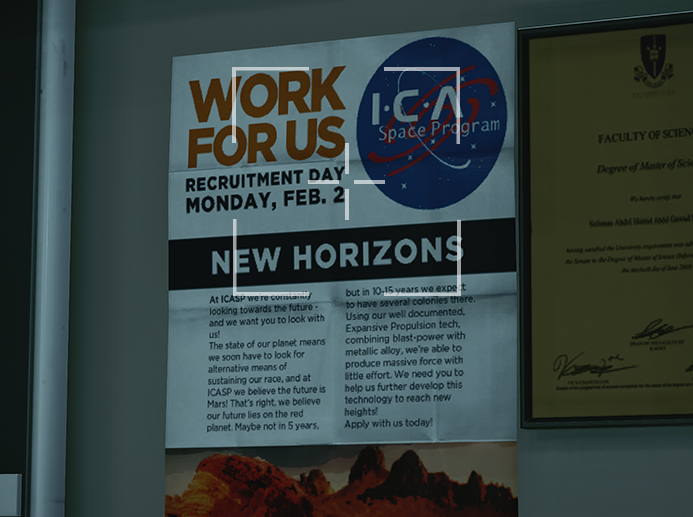 WORK
FOR US
RECRUITMENT DAY
MONDAY, FEB. 2
I.C.A
Space Program
NEW HORIZONS
At ICASP we're constantly
looking towards the future -
and we want you to look with
us!
The state of our planet means
we soon have to look for
alternative means of
sustaining our race, and at
ICASP we believe the future is
Mars! That's right, we believe
our future lies on the red
planet. Maybe not in 5 years,
but in 10-15 years we expect
to have several colonies there.
Using our well documented,
Expansive Propulsion tech,
combining blast-power with
metallic alloy, we're able to
produce massive force with
little effort. We need you to
help us further develop this
technology to reach new
heights!
Apply with us today!
FACULTY OF SCIEN
Degree of Master of Scie
We hereby certify that